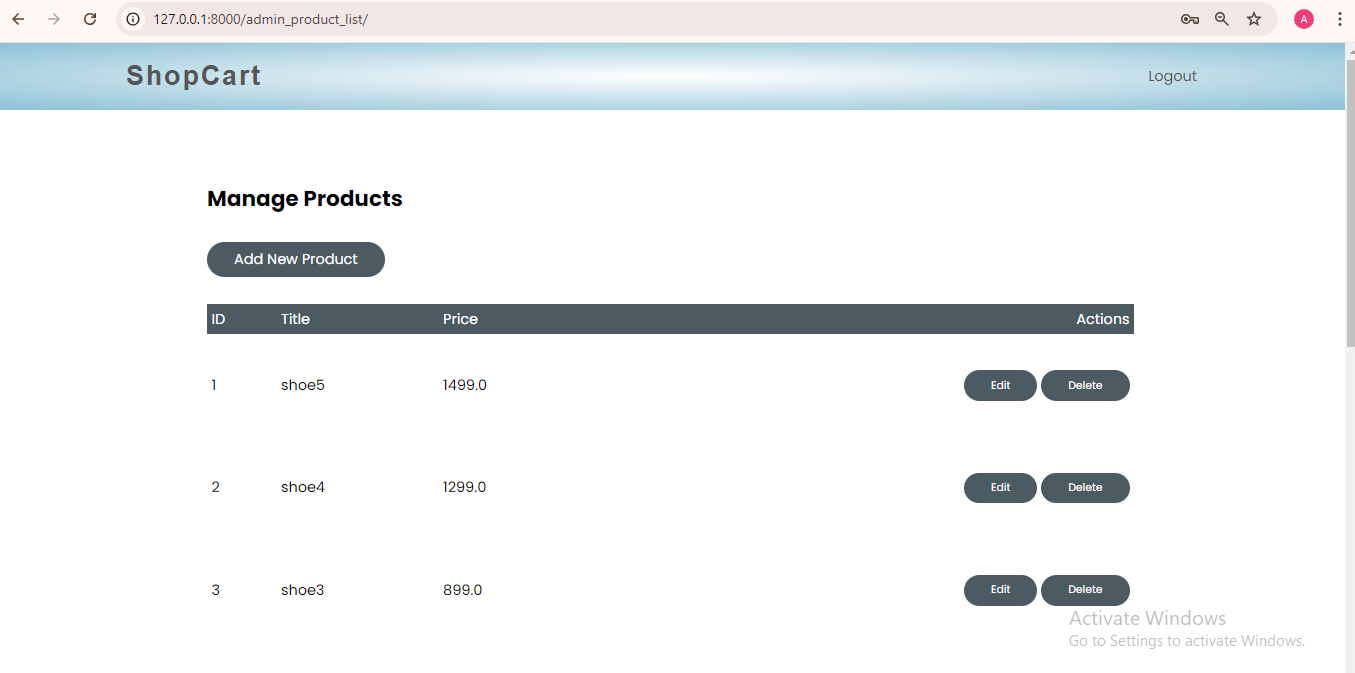 127.0.0.1:8000/admin_product_list/
A
ShopCart
Logout
Manage Products
Add New Product
ID Title Price Actions
1 shoe5 1499.0 Edit Delete
2 shoe4 1299.0 Edit Delete
3 shoe3 899.0 Edit Delete
Activate Windows
Go to Settings to activate Windows.